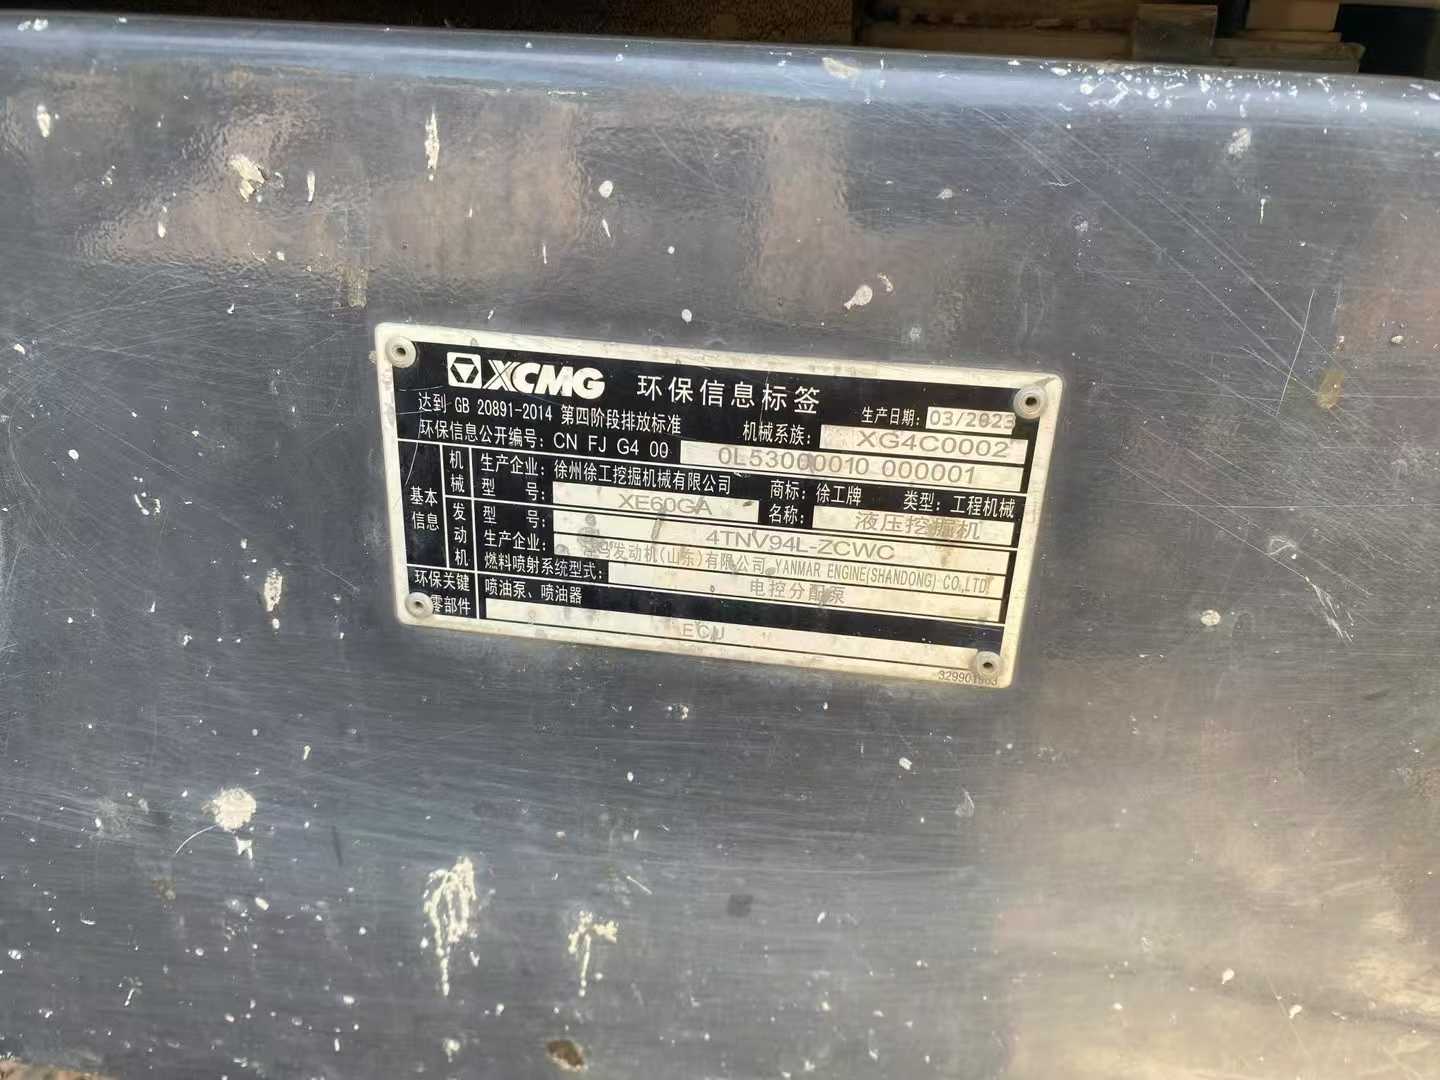 XCMG 环保信息标签
达到 GB 20891-2014 第四阶段排放标准
生产日期: 03/2023
机械系族: XG4C0002
环保信息公开编号: CN FJ G4 00 0L53000010 000001
基本信息
机械
生产企业: 徐州徐工挖掘机械有限公司 商标: 徐工牌 类型: 工程机械
型 号: XE60GA 名称: 液压挖掘机
发动机
型 号: 4TNV94L-ZCWC
生产企业: 发动机(山东)有限公司 YANMAR ENGINE(SHANDONG) CO.,LTD.
燃料喷射系统型式: 电控分配泵
环保关键零部件
喷油泵、喷油器
ECU